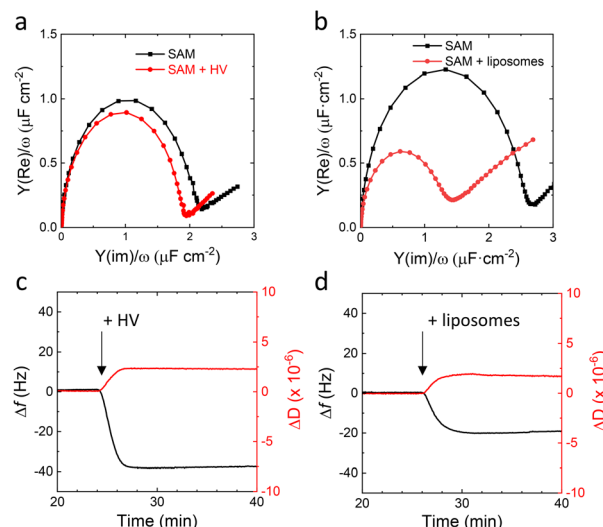 a
1.5
1.0
0.5
0.0
Y(Re)/ω (μF cm⁻²)
SAM
SAM + HV
0
1
2
3
Y(im)/ω (μF cm⁻²)
b
1.5
1.0
0.5
0.0
Y(Re)/ω (μF·cm⁻²)
SAM
SAM + liposomes
0
1
2
3
Y(im)/ω (μF·cm⁻²)
c
+ HV
40
20
0
-20
-40
Δf (Hz)
10
5
0
-5
-10
ΔD (x 10⁻⁶)
20
30
40
Time (min)
d
+ liposomes
40
20
0
-20
-40
Δf (Hz)
10
5
0
-5
-10
ΔD (x 10⁻⁶)
20
30
40
Time (min)